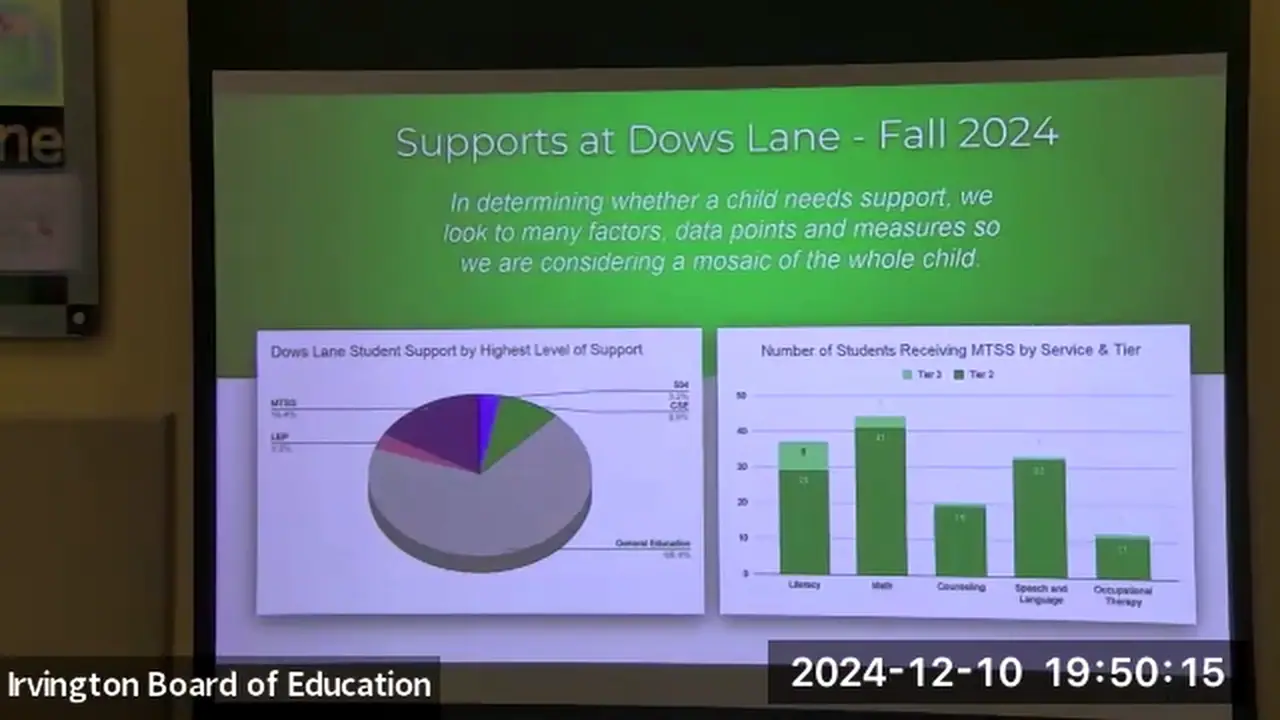 ne
Supports at Dows Lane - Fall 2024
In determining whether a child needs support, we
look to many factors, data points and measures so
we are considering a mosaic of the whole child.
Dows Lane Student Support by Highest Level of Support
MTSS
LEP
504
CSE
General Education
Number of Students Receiving MTSS by Service & Tier
Tier 3 Tier 2
50
40
30
20
10
0
41
Literacy Math Counseling Speech and Language Occupational Therapy
Irvington Board of Education
2024-12-10 19:50:15